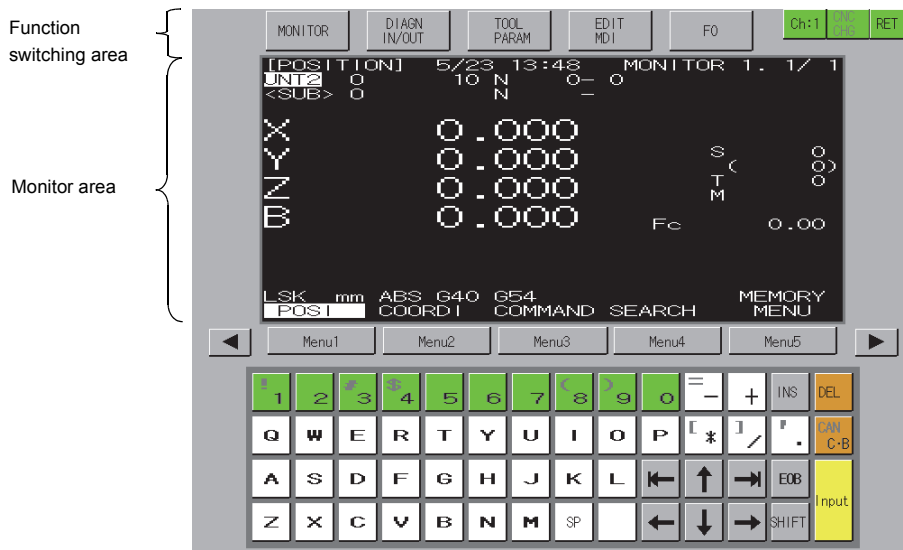 Function
switching area
Monitor area
MONITOR
DIAGN
IN/OUT
TOOL
PARAM
EDIT
MDI
F0
Ch:1
CNC
CHG
RET
[POSITION] 5/23 13:48 MONITOR 1. 1/ 1
UNT2 O 10 N 0- 0
<SUB> O N -
X 0.000
Y 0.000
Z 0.000
B 0.000
S 0
( 0)
T 0
M
Fc 0.00
LSK mm ABS G40 G54 MEMORY
POSI COORDI COMMAND SEARCH MENU
Menu1 Menu2 Menu3 Menu4 Menu5
! 1 2 # 3 $ 4 5 6 7 ( 8 ) 9 0 = - + INS DEL
Q W E R T Y U I O P [ * ] / ' . CAN C·B
A S D F G H J K L ⇤ ↑ ⇥ EOB Input
Z X C V B N M SP ← ↓ → SHIFT